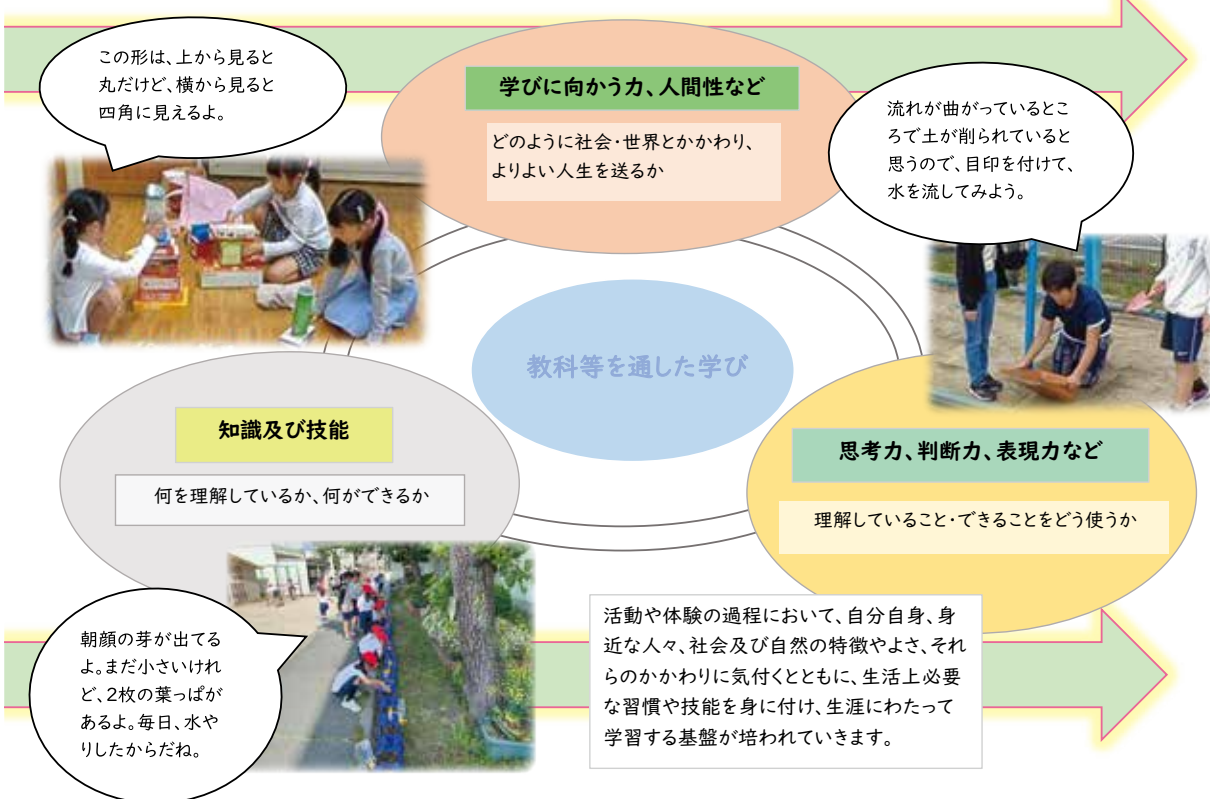 この形は、上から見ると
丸だけど、横から見ると
四角に見えるよ。
学びに向かう力、人間性など
どのように社会・世界とかかわり、
よりよい人生を送るか
流れが曲がっているとこ
ろで土が削られていると
思うので、目印を付けて、
水を流してみよう。
教科等を通した学び
知識及び技能
何を理解しているか、何ができるか
思考力、判断力、表現力など
理解していること・できることをどう使うか
朝顔の芽が出てる
よ。まだ小さいけれ
ど、2枚の葉っぱが
あるよ。毎日、水や
りしたからだね。
活動や体験の過程において、自分自身、身
近な人々、社会及び自然の特徴やよさ、それ
らのかかわりに気付くとともに、生活上必要
な習慣や技能を身に付け、生涯にわたって
学習する基盤が培われていきます。